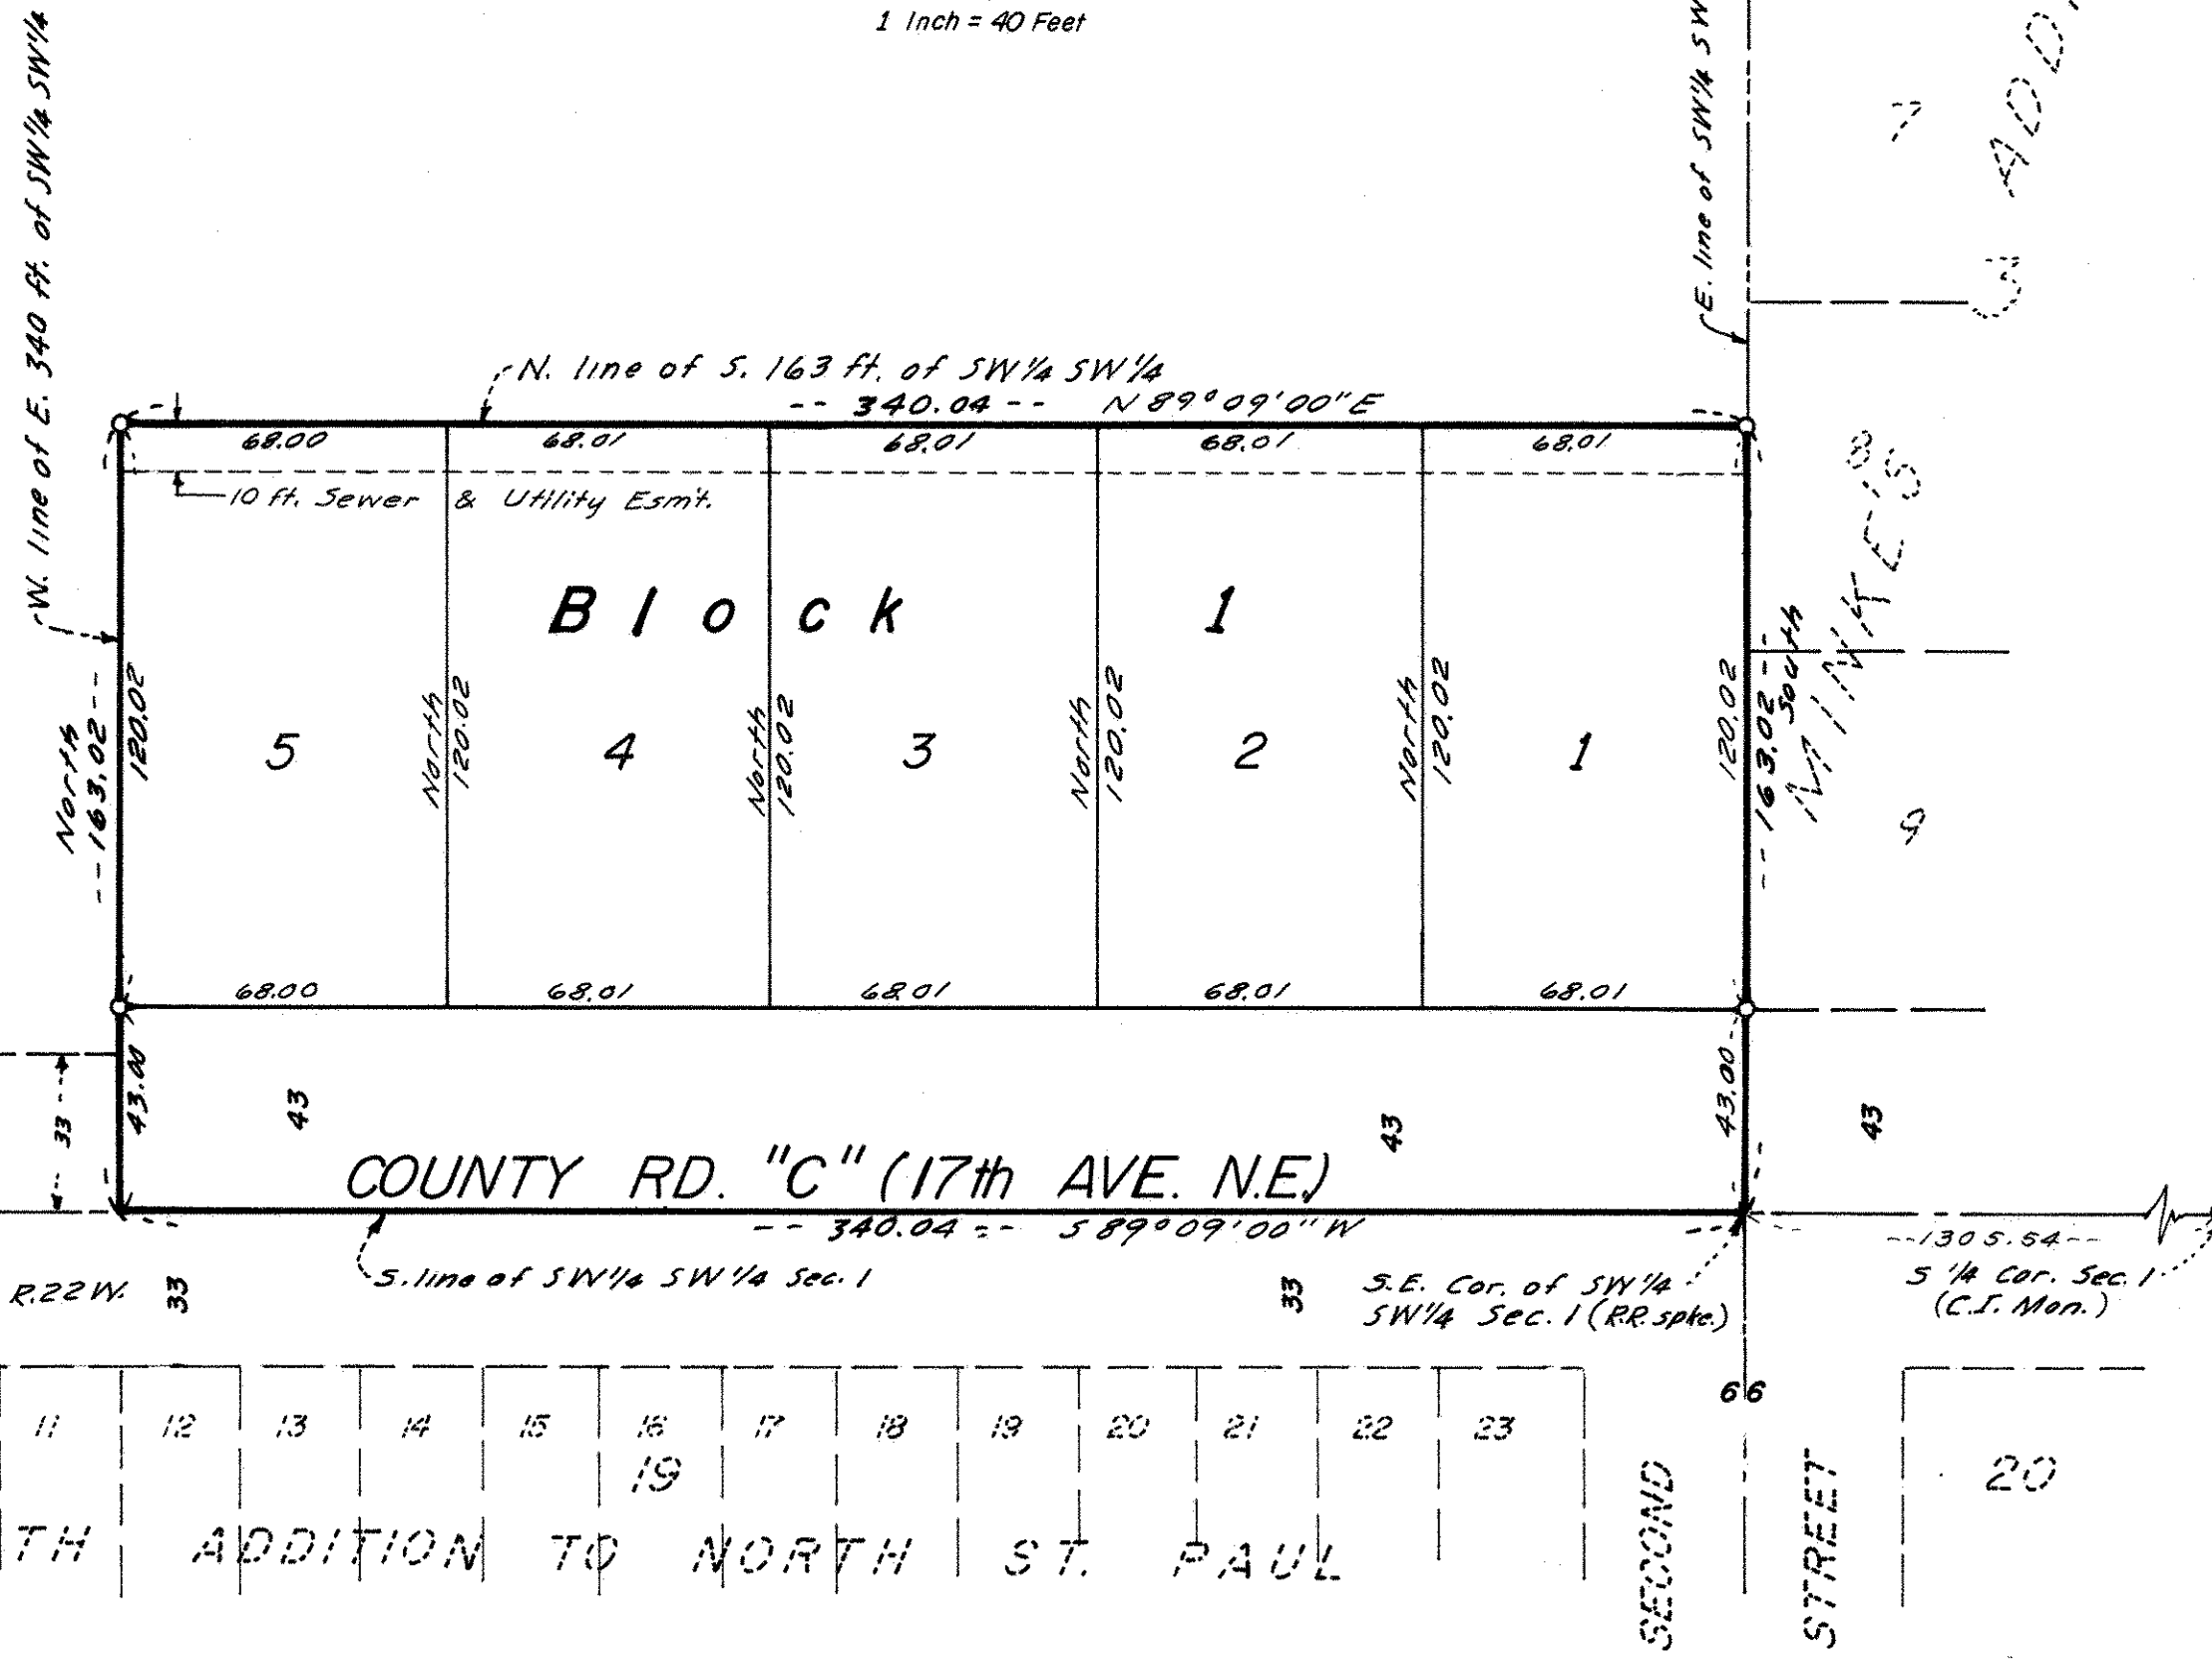 1 Inch = 40 Feet
W. line of E. 340 ft. of SW¼ SW¼
E. line of SW¼ SW
7
3
ADD
N. line of S. 163 ft. of SW¼ SW¼
-- 340.04 -- N 89°09'00" E
68.00 68.01 68.01 68.01 68.01
10 ft. Sewer & Utility Esm't.
8
MINKE'S
Block 1
North
--163.02--
120.02
North
120.02
North
120.02
North
120.02
North
120.02
120.02
--163.02--
South
5 4 3 2 1
9
68.00 68.01 68.01 68.01 68.01
33
43.00
43
43
43.00
43
COUNTY RD. "C" (17th AVE. N.E.)
-- 340.04 -- S 89°09'00" W
--1305.54--
S. line of SW¼ SW¼ Sec. 1
R.22W.
33
33
S.E. Cor. of SW¼
SW¼ Sec. 1 (R.R. spke.)
S ¼ Cor. Sec. 1
(C.I. Mon.)
66
11 12 13 14 15 16 17 18 19 20 21 22 23
19
20
TH ADDITION TO NORTH ST. PAUL
SECOND STREET